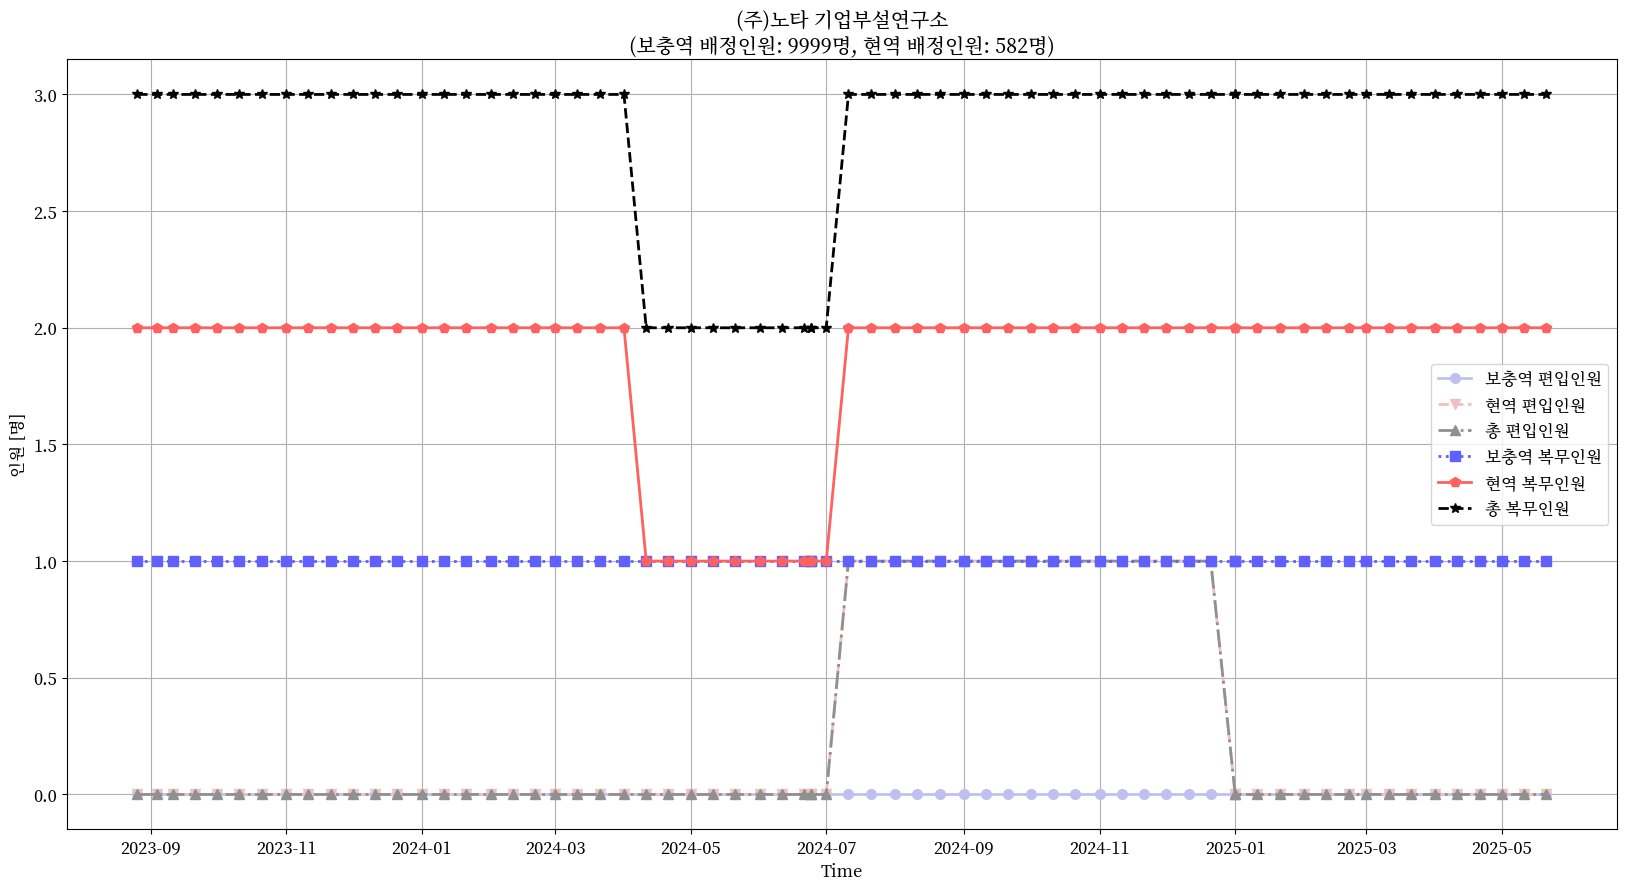 (주)노타 기업부설연구소
(보충역 배정인원: 9999명, 현역 배정인원: 582명)
3.0
2.5
2.0
1.5
1.0
0.5
0.0
인원 [명]
보충역 편입인원
현역 편입인원
총 편입인원
보충역 복무인원
현역 복무인원
총 복무인원
2023-09 2023-11 2024-01 2024-03 2024-05 2024-07 2024-09 2024-11 2025-01 2025-03 2025-05
Time